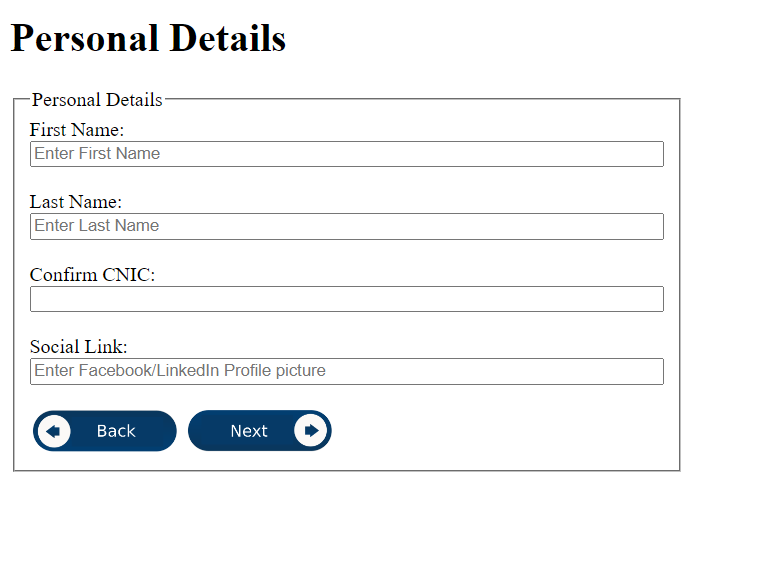 Personal Details
Personal Details
First Name:
Enter First Name
Last Name:
Enter Last Name
Confirm CNIC:
Social Link:
Enter Facebook/LinkedIn Profile picture
Back Next